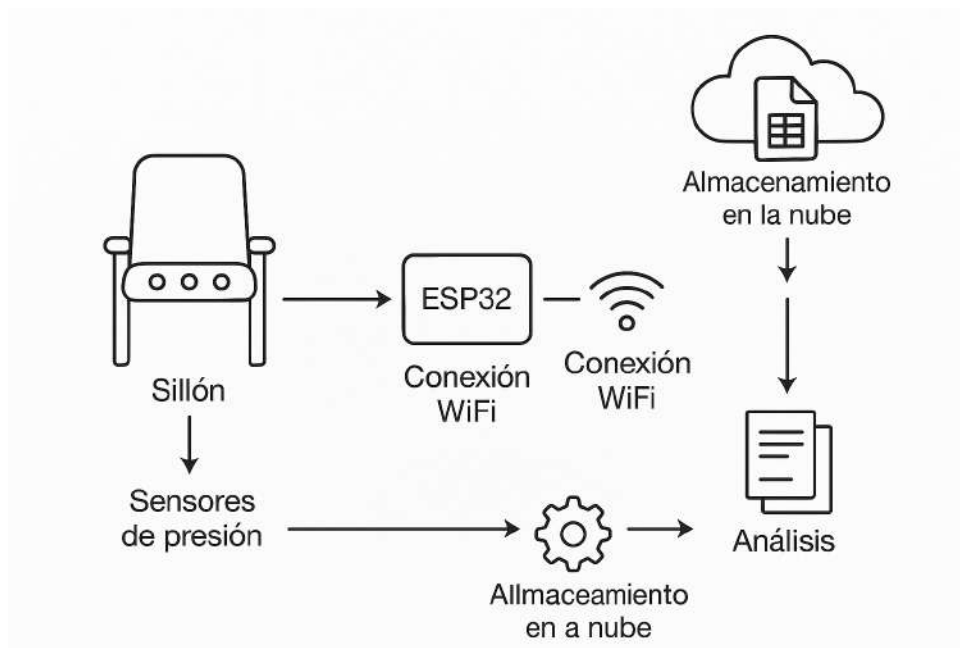 Almacenamiento
en la nube
ESP32
Conexión
WiFi
Conexión
WiFi
Sillón
Sensores
de presión
Análisis
Allmaceamiento
en a nube